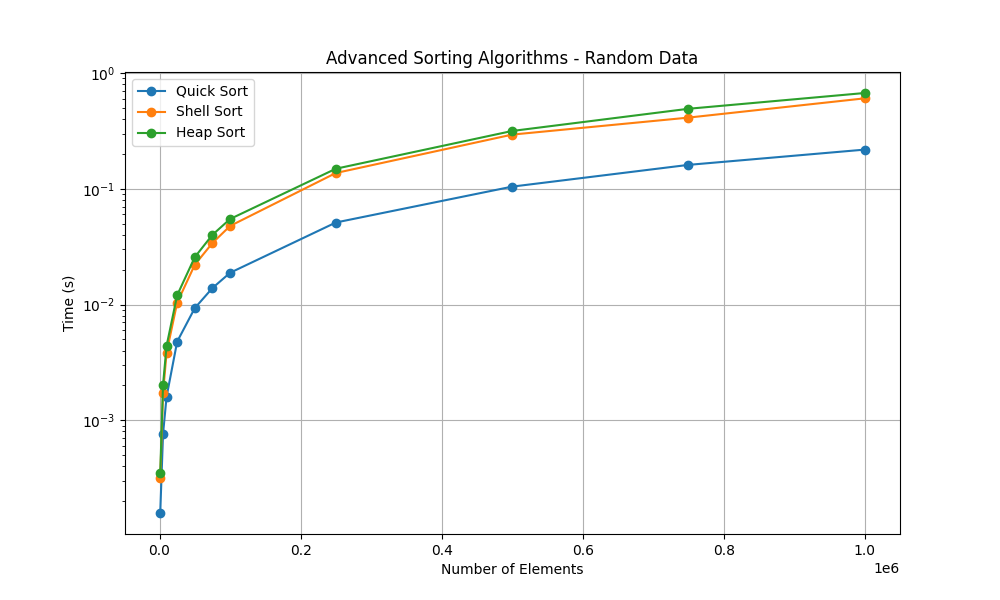 Advanced Sorting Algorithms - Random Data
Quick Sort
Shell Sort
Heap Sort
Time (s)
10⁰
10⁻¹
10⁻²
10⁻³
0.0 0.2 0.4 0.6 0.8 1.0
1e6
Number of Elements